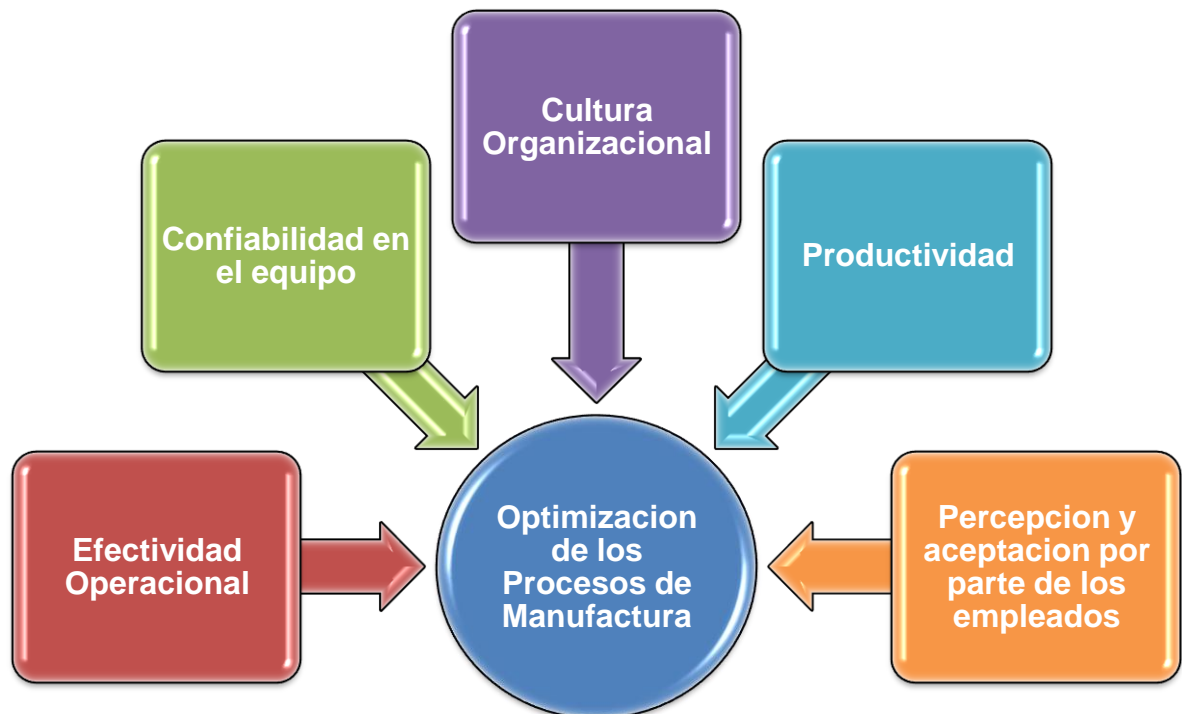 Cultura
Organizacional
Confiabilidad en
el equipo
Productividad
Efectividad
Operacional
Optimizacion
de los
Procesos de
Manufactura
Percepcion y
aceptacion por
parte de los
empleados